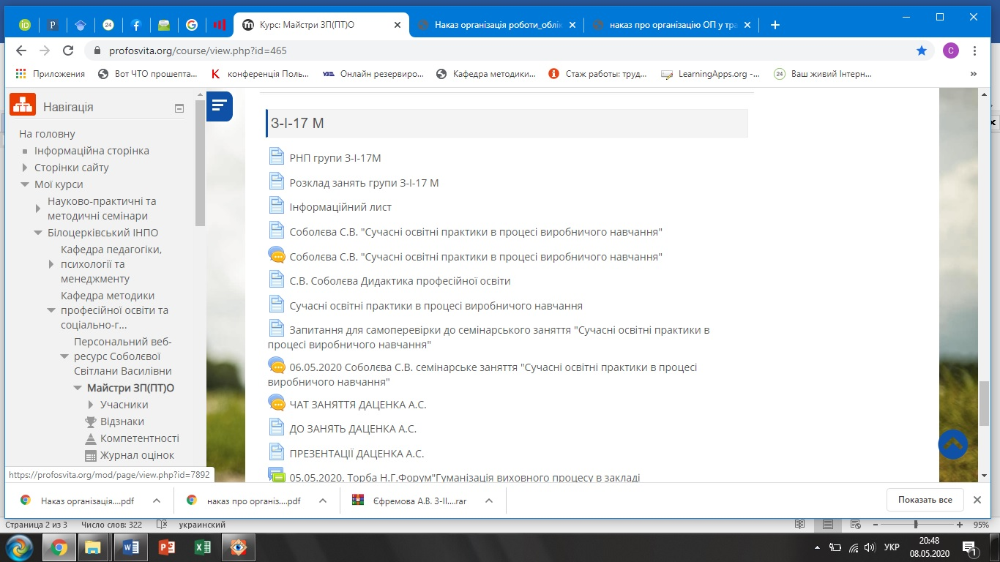 Курс: Майстри ЗП(ПТ)О
Наказ організація роботи_облік
наказ про організацію ОП у тра
profosvita.org/course/view.php?id=465
С
Приложения
Вот ЧТО прошепта...
конференція Поль...
Онлайн резервиро...
Кафедра методики...
Стаж работы: труд...
LearningApps.org -...
24
Ваш живий Інтерн...
Навігація
На головну
Інформаційна сторінка
Сторінки сайту
Мої курси
Науково-практичні та
методичні семінари
Білоцерківський ІНПО
Кафедра педагогіки,
психології та
менеджменту
Кафедра методики
професійної освіти та
соціально-г...
Персональний веб-
ресурс Соболєвої
Світлани Василівни
Майстри ЗП(ПТ)О
Учасники
Відзнаки
Компетентності
Журнал оцінок
https://profosvita.org/mod/page/view.php?id=7892
З-І-17 М
РНП групи З-І-17М
Розклад занять групи З-І-17 М
Інформаційний лист
Соболєва С.В. "Сучасні освітні практики в процесі виробничого навчання"
Соболєва С.В. "Сучасні освітні практики в процесі виробничого навчання"
С.В. Соболєва Дидактика професійної освіти
Сучасні освітні практики в процесі виробничого навчання
Запитання для самоперевірки до семінарського заняття "Сучасні освітні практики в
процесі виробничого навчання"
06.05.2020 Соболєва С.В. семінарське заняття "Сучасні освітні практики в процесі
виробничого навчання"
ЧАТ ЗАНЯТТЯ ДАЦЕНКА А.С.
ДО ЗАНЯТЬ ДАЦЕНКА А.С.
ПРЕЗЕНТАЦІЇ ДАЦЕНКА А.С.
05.05.2020. Торба Н.Г.Форум"Гуманізація виховного процесу в закладі
Наказ організація....pdf
наказ про організ....pdf
Єфремова А.В. З-ІІ....rar
Показать все
Страница 2 из 3
Число слов: 322
украинский
95%
УКР
20:48
08.05.2020
1